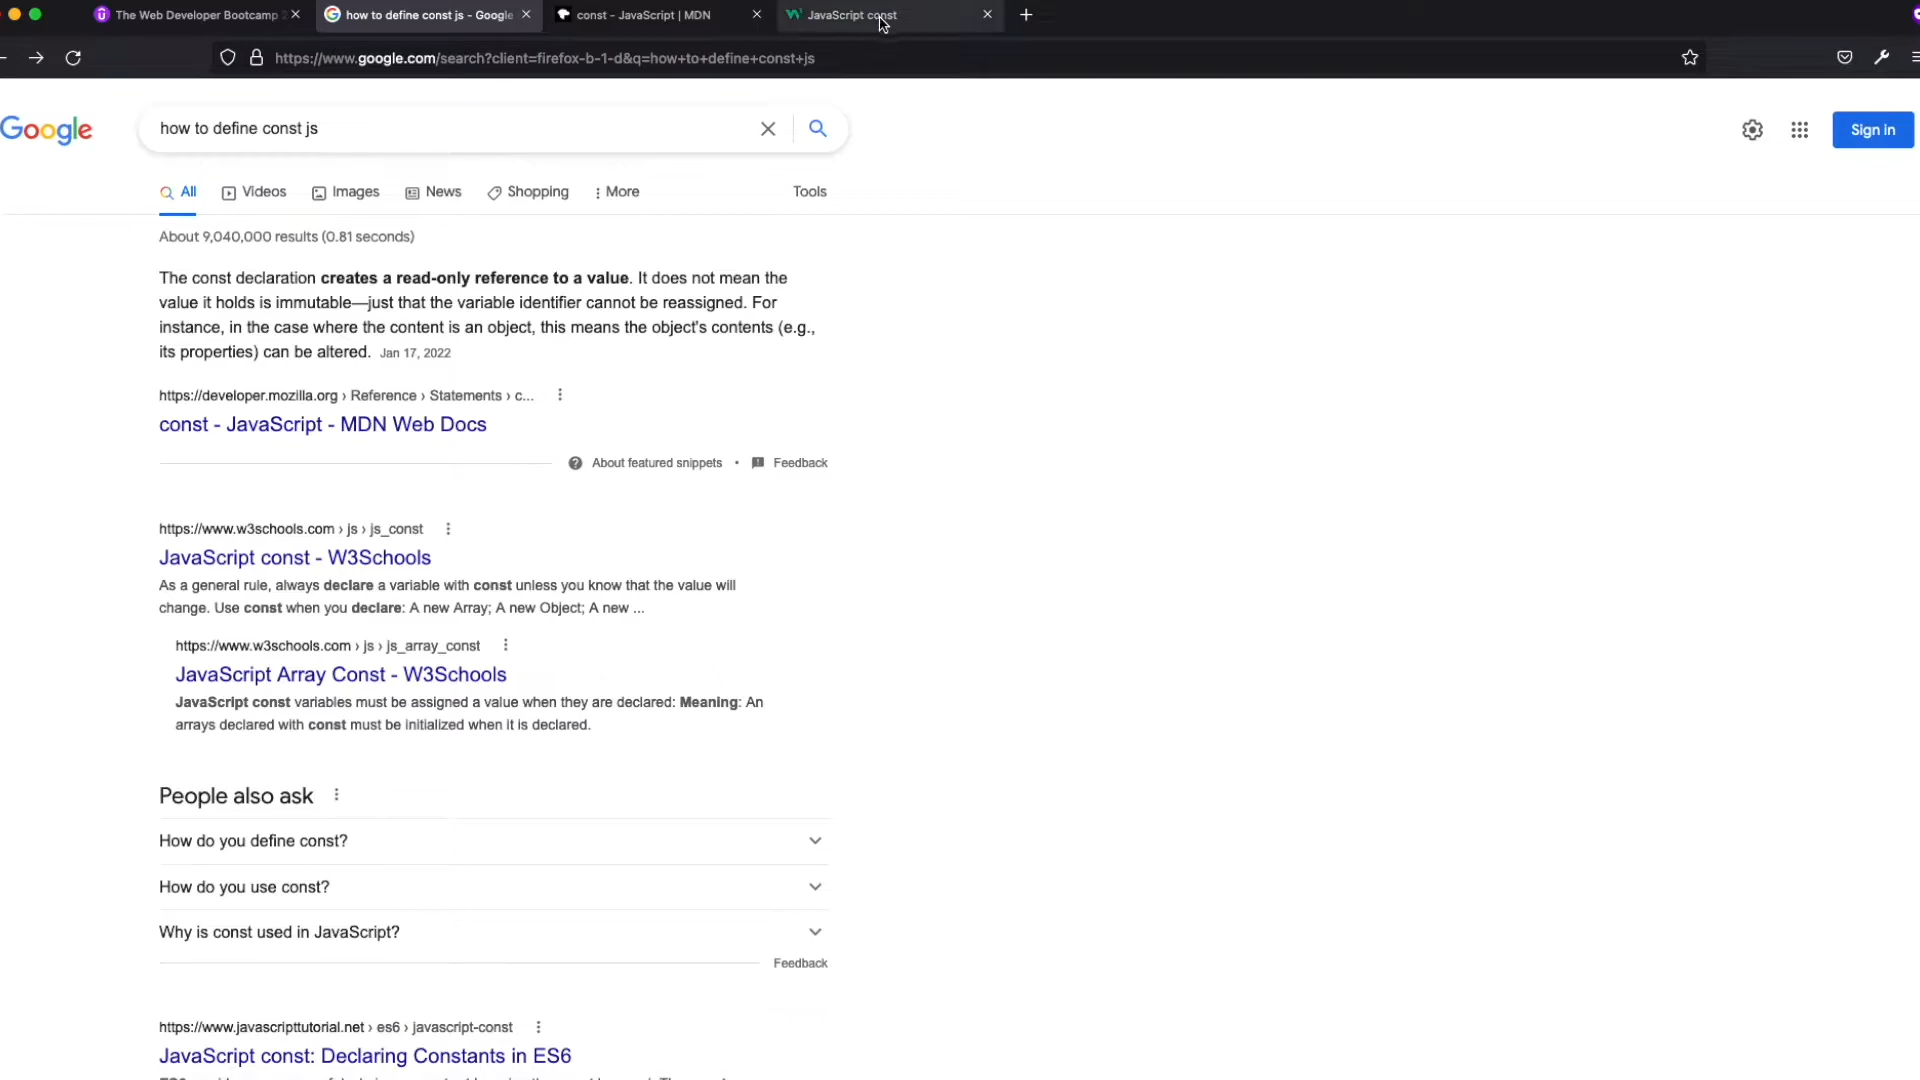 The Web Developer Bootcamp 2
how to define const js - Google
const - JavaScript | MDN
JavaScript const
https://www.google.com/search?client=firefox-b-1-d&q=how+to+define+const+js
Google
how to define const js
Sign in
All
Videos
Images
News
Shopping
More
Tools
About 9,040,000 results (0.81 seconds)
The const declaration creates a read-only reference to a value. It does not mean the
value it holds is immutable—just that the variable identifier cannot be reassigned. For
instance, in the case where the content is an object, this means the object's contents (e.g.,
its properties) can be altered. Jan 17, 2022
https://developer.mozilla.org › Reference › Statements › c...
const - JavaScript - MDN Web Docs
About featured snippets • Feedback
https://www.w3schools.com › js › js_const
JavaScript const - W3Schools
As a general rule, always declare a variable with const unless you know that the value will
change. Use const when you declare: A new Array; A new Object; A new ...
https://www.w3schools.com › js › js_array_const
JavaScript Array Const - W3Schools
JavaScript const variables must be assigned a value when they are declared: Meaning: An
arrays declared with const must be initialized when it is declared.
People also ask
How do you define const?
How do you use const?
Why is const used in JavaScript?
Feedback
https://www.javascripttutorial.net › es6 › javascript-const
JavaScript const: Declaring Constants in ES6